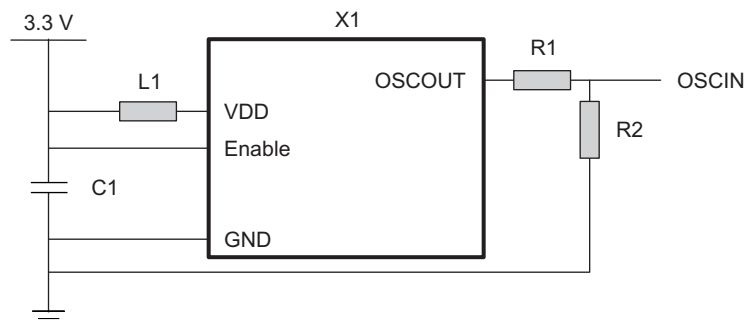 3.3 V
X1
R1
OSCOUT
OSCIN
L1
VDD
R2
Enable
C1
GND